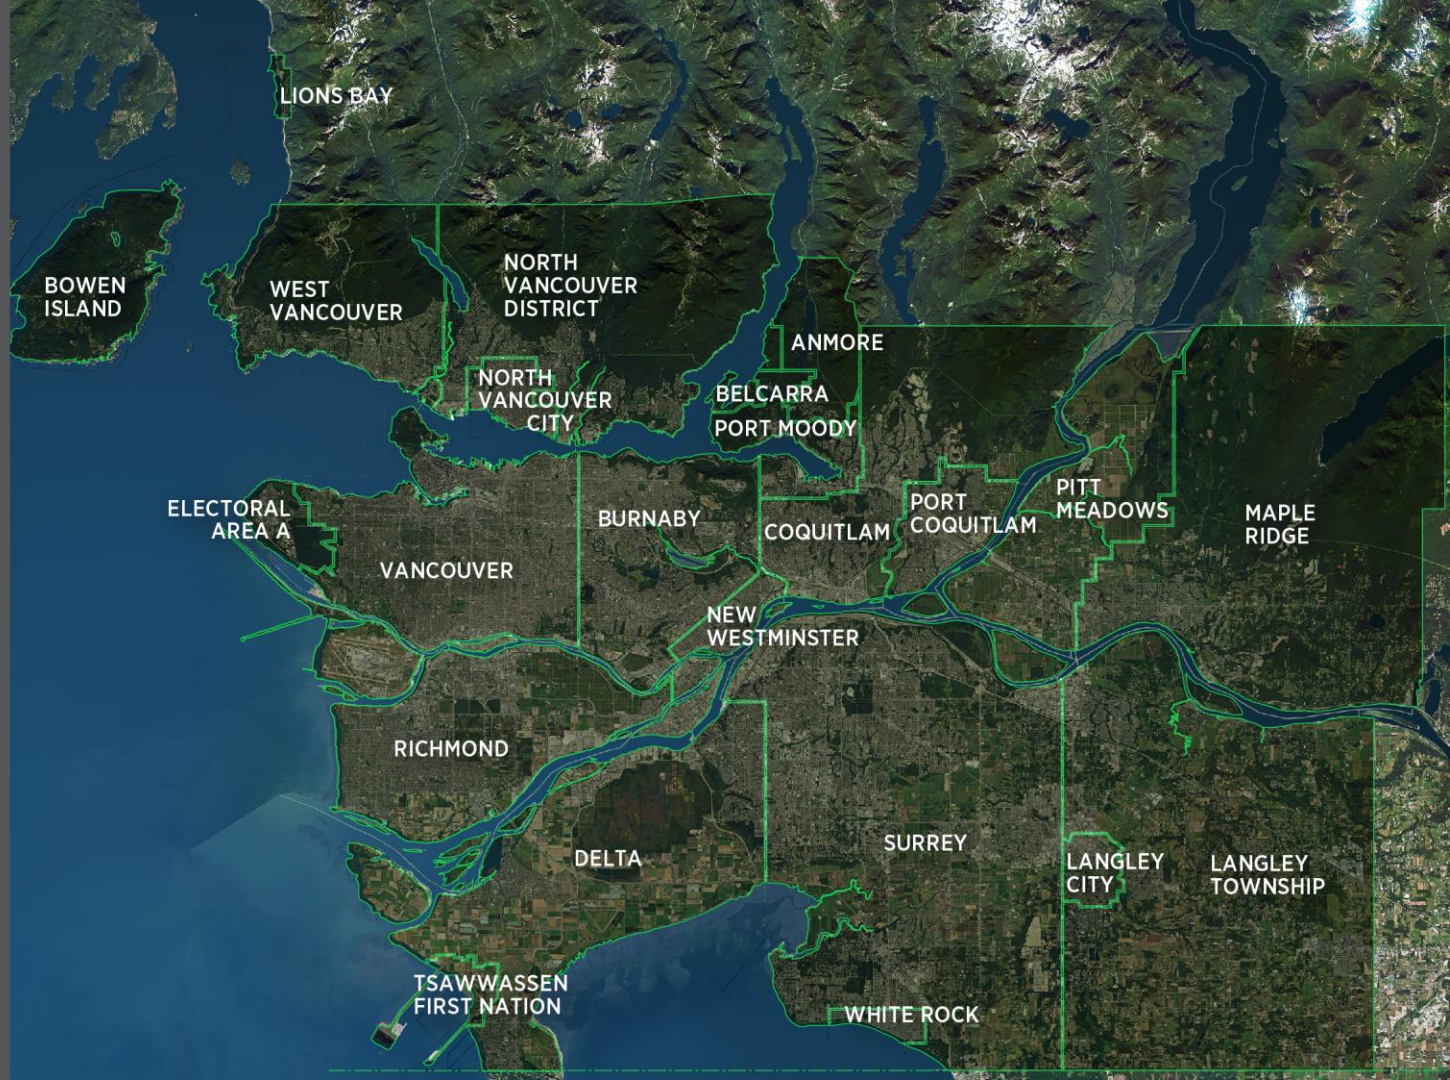 LIONS BAY
BOWEN
ISLAND
WEST
VANCOUVER
NORTH
VANCOUVER
DISTRICT
ANMORE
NORTH
VANCOUVER
CITY
BELCARRA
PORT MOODY
ELECTORAL
AREA A
VANCOUVER
BURNABY
COQUITLAM
PORT
COQUITLAM
PITT
MEADOWS
MAPLE
RIDGE
NEW
WESTMINSTER
RICHMOND
DELTA
SURREY
LANGLEY
CITY
LANGLEY
TOWNSHIP
TSAWWASSEN
FIRST NATION
WHITE ROCK